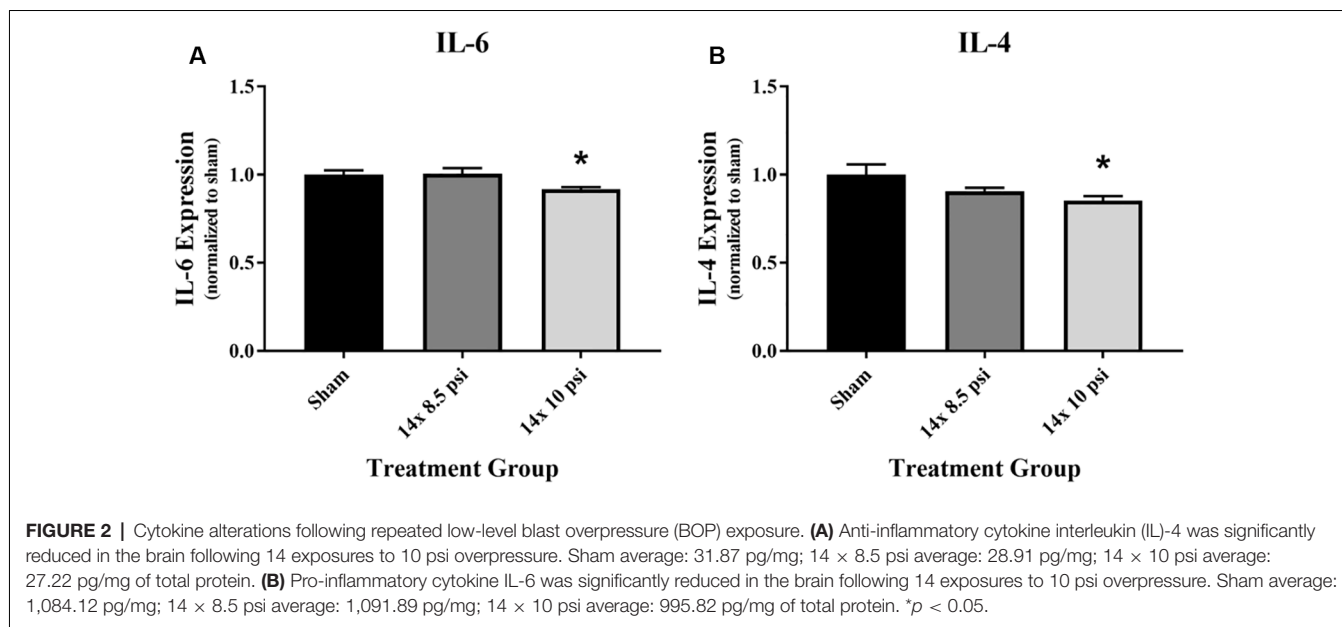 A
IL-6
IL-6 Expression
(normalized to sham)
1.5
1.0
0.5
0.0
*
Sham
14x 8.5 psi
14x 10 psi
Treatment Group
B
IL-4
IL-4 Expression
(normalized to sham)
1.5
1.0
0.5
0.0
*
Sham
14x 8.5 psi
14x 10 psi
Treatment Group
FIGURE 2 | Cytokine alterations following repeated low-level blast overpressure (BOP) exposure. (A) Anti-inflammatory cytokine interleukin (IL)-4 was significantly
reduced in the brain following 14 exposures to 10 psi overpressure. Sham average: 31.87 pg/mg; 14 × 8.5 psi average: 28.91 pg/mg; 14 × 10 psi average:
27.22 pg/mg of total protein. (B) Pro-inflammatory cytokine IL-6 was significantly reduced in the brain following 14 exposures to 10 psi overpressure. Sham average:
1,084.12 pg/mg; 14 × 8.5 psi average: 1,091.89 pg/mg; 14 × 10 psi average: 995.82 pg/mg of total protein. *p < 0.05.